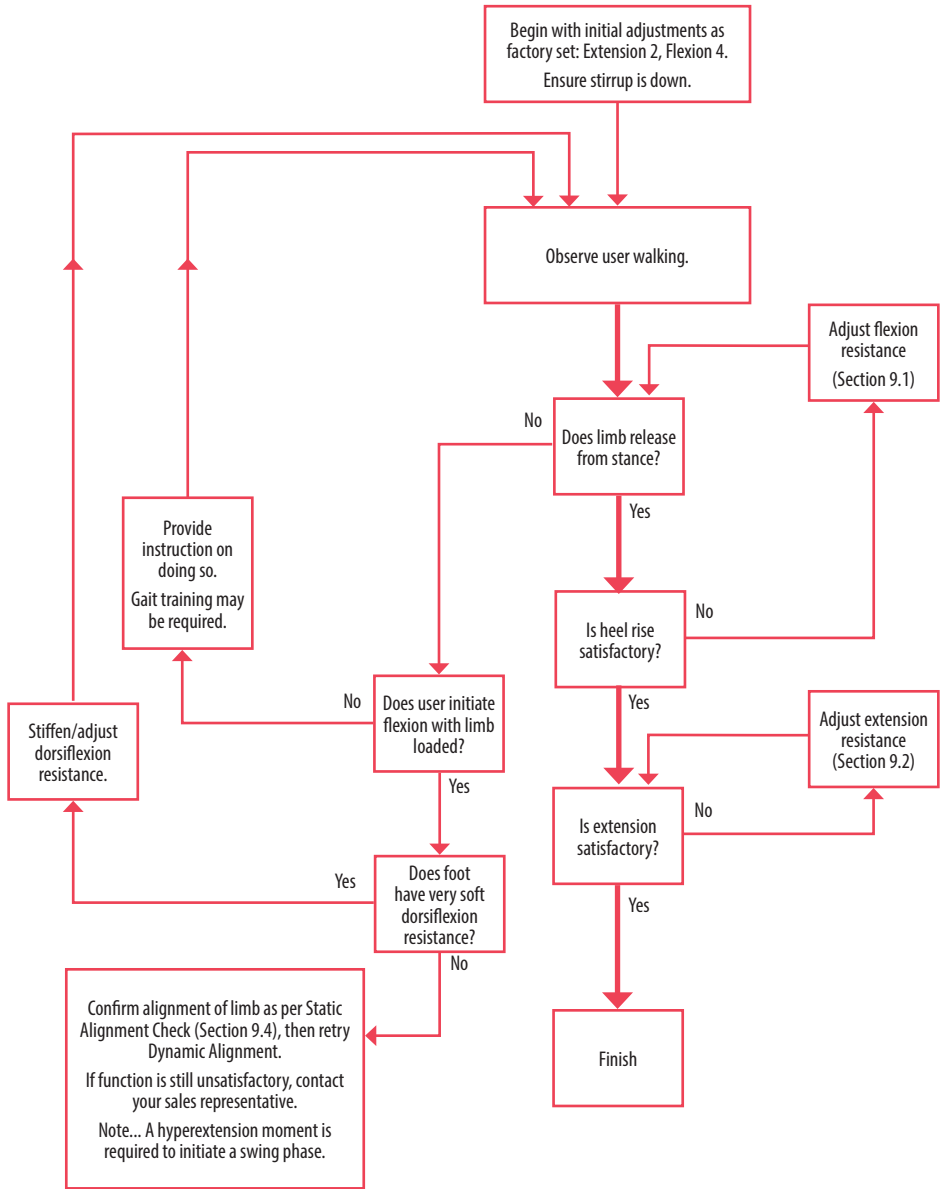 Begin with initial adjustments as
factory set: Extension 2, Flexion 4.
Ensure stirrup is down.
Observe user walking.
Adjust flexion
resistance
(Section 9.1)
Does limb release
from stance?
No
Yes
Provide
instruction on
doing so.
Gait training may
be required.
Is heel rise
satisfactory?
No
Yes
Does user initiate
flexion with limb
loaded?
No
Yes
Stiffen/adjust
dorsiflexion
resistance.
Adjust extension
resistance
(Section 9.2)
Is extension
satisfactory?
No
Yes
Does foot
have very soft
dorsiflexion
resistance?
Yes
No
Confirm alignment of limb as per Static
Alignment Check (Section 9.4), then retry
Dynamic Alignment.
If function is still unsatisfactory, contact
your sales representative.
Note... A hyperextension moment is
required to initiate a swing phase.
Finish